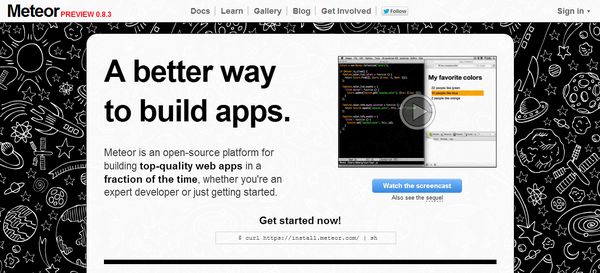 Meteor PREVIEW 0.8.3
Docs Learn Gallery Blog Get Involved Follow
Sign In
A better way
to build apps.
Meteor is an open-source platform for
building top-quality web apps in a
fraction of the time, whether you're an
expert developer or just getting started.
My favorite colors
Watch the screencast
Also see the sequel
Get started now!
$ curl https://install.meteor.com/ | sh